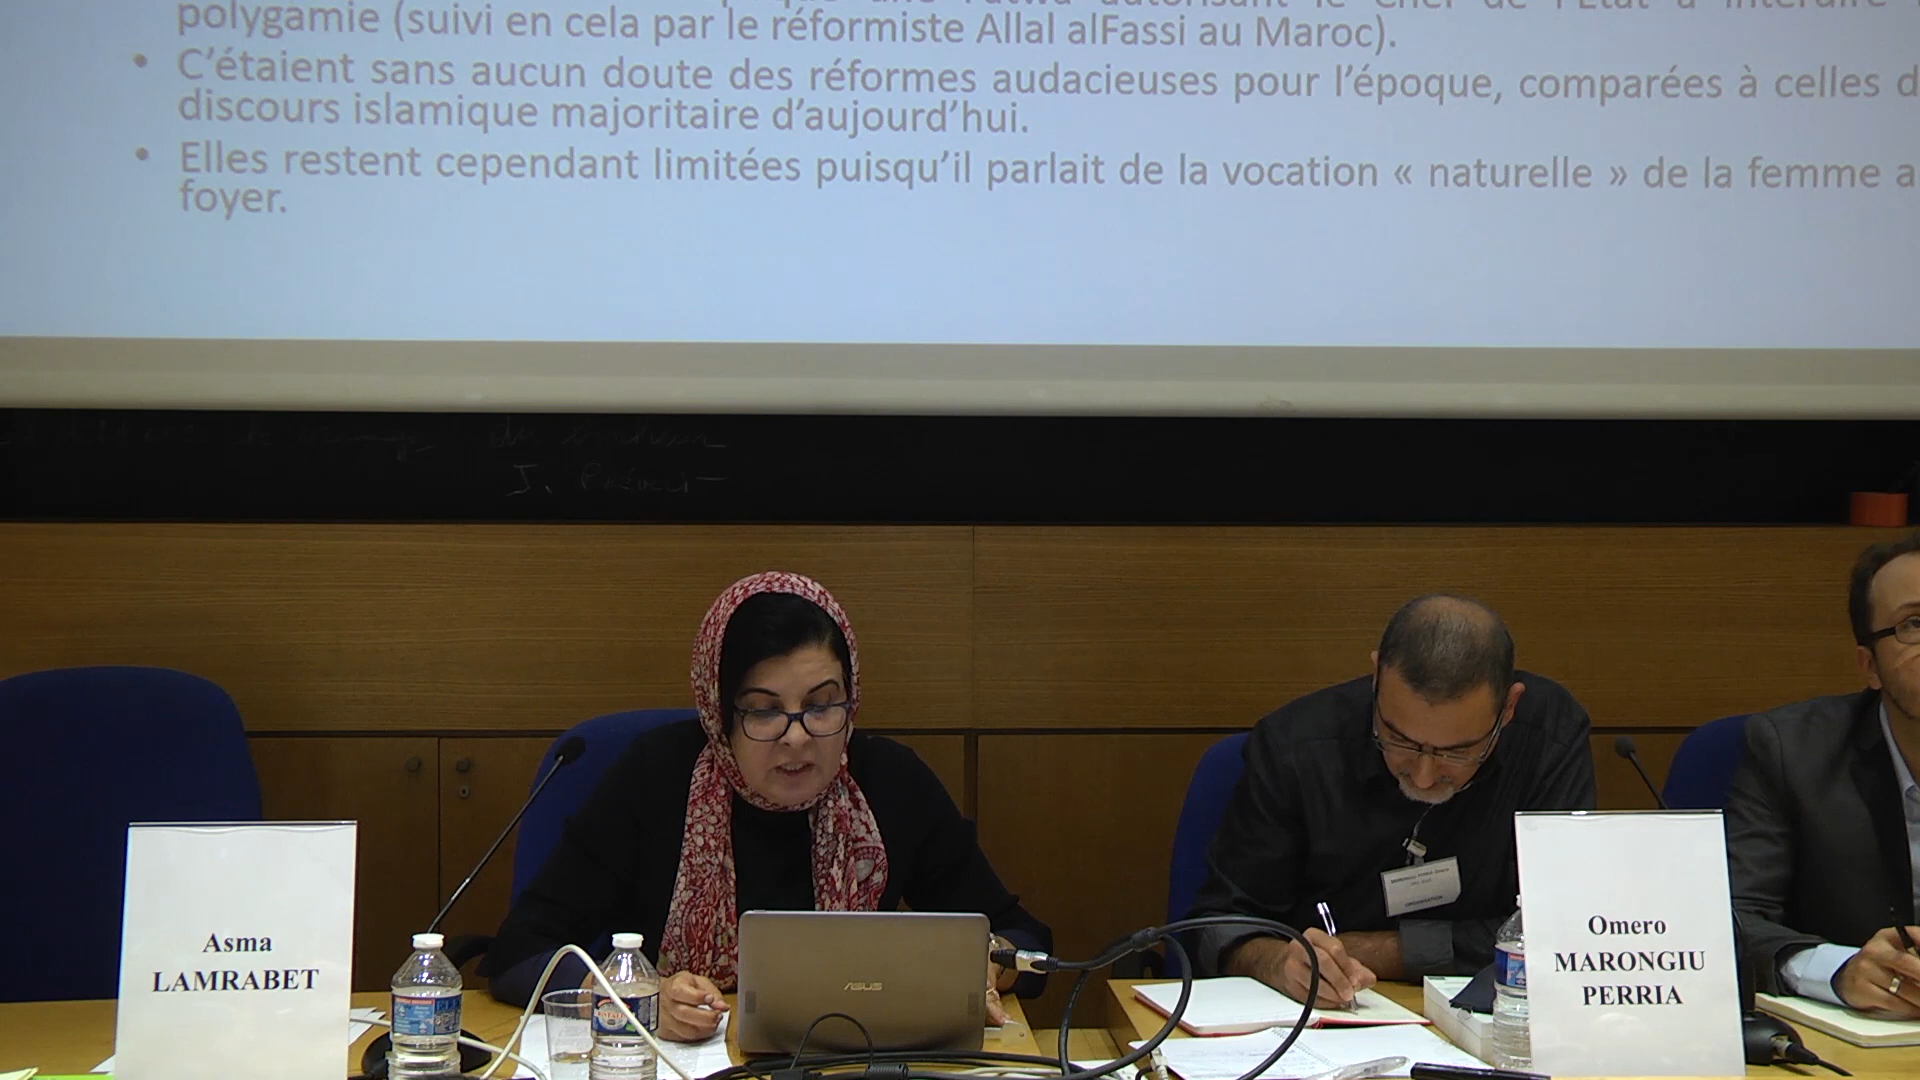 polygamie (suivi en cela par le réformiste Allal alFassi au Maroc).
• C'étaient sans aucun doute des réformes audacieuses pour l'époque, comparées à celles d
discours islamique majoritaire d'aujourd'hui.
• Elles restent cependant limitées puisqu'il parlait de la vocation « naturelle » de la femme a
foyer.
Asma
LAMRABET
ASUS
Omero
MARONGIU
PERRIA